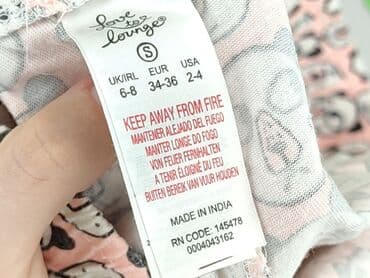 love to
lounge
S
UK/IRL EUR USA
6-8 34-36 2-4
KEEP AWAY FROM FIRE
MANTENER ALEJADO DEL FUEGO
MANTER LONGE DO FOGO
VON FEUER FERNHALTEN
A TENIR ÉLOIGNÉ DU FEU
BUITEN BEREIK VAN VUUR HOUDEN
MADE IN INDIA
RN CODE: 145478
0004043162